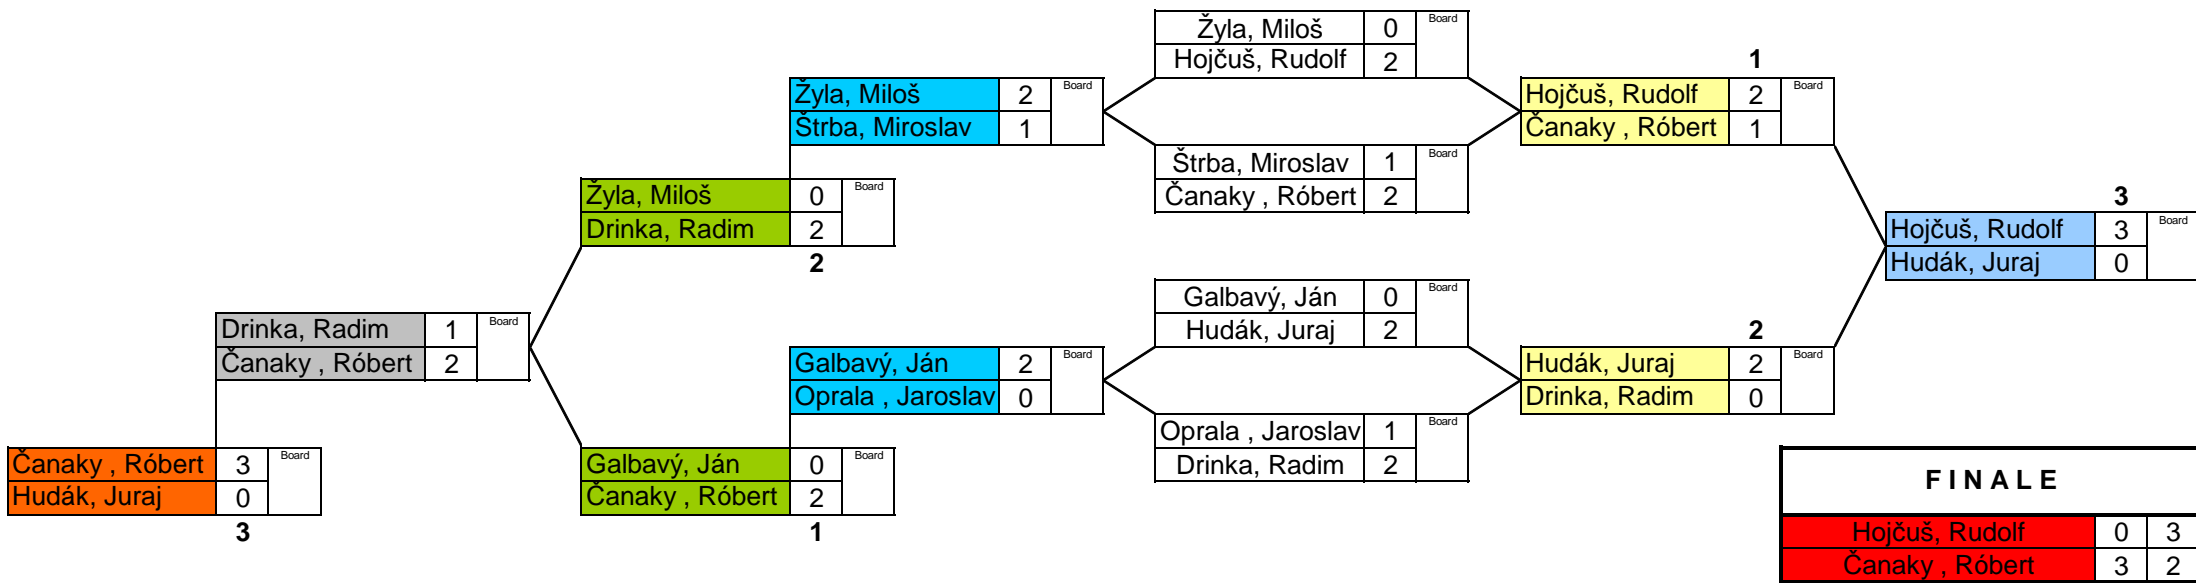 Žyla, Miloš 0 Board
Hojčuš, Rudolf 2
1
Žyla, Miloš 2 Board
Štrba, Miroslav 1
Hojčuš, Rudolf 2 Board
Čanaky , Róbert 1
Štrba, Miroslav 1 Board
Čanaky , Róbert 2
Žyla, Miloš 0 Board
Drinka, Radim 2
2
3
Hojčuš, Rudolf 3 Board
Hudák, Juraj 0
Galbavý, Ján 0 Board
Hudák, Juraj 2
Drinka, Radim 1 Board
Čanaky , Róbert 2
2
Galbavý, Ján 2 Board
Oprala , Jaroslav 0
Hudák, Juraj 2 Board
Drinka, Radim 0
Oprala , Jaroslav 1 Board
Drinka, Radim 2
Čanaky , Róbert 3 Board
Hudák, Juraj 0
3
Galbavý, Ján 0 Board
Čanaky , Róbert 2
1
F I N A L E
Hojčuš, Rudolf 0 3
Čanaky , Róbert 3 2